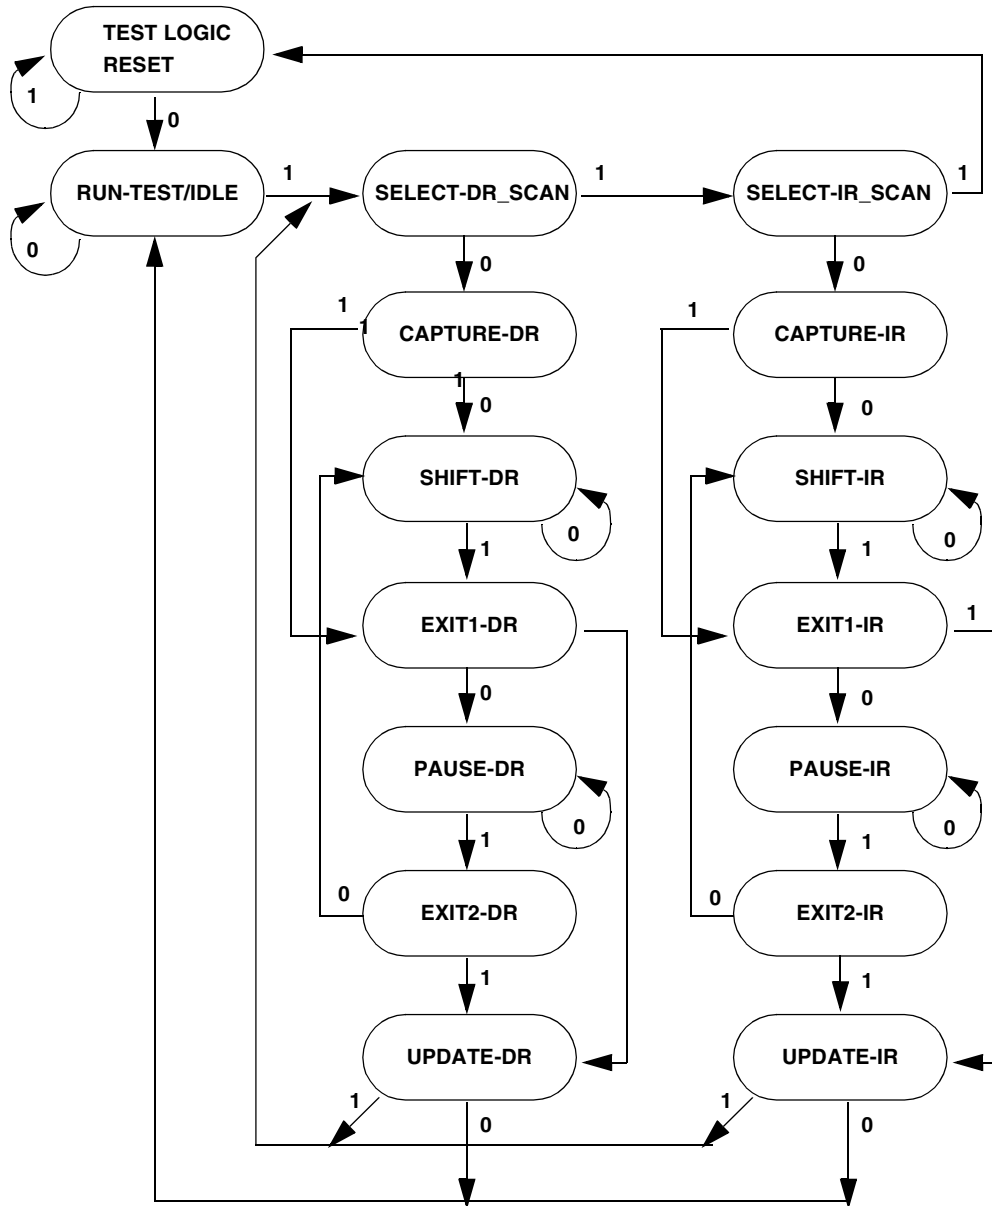 TEST LOGIC
RESET
1
0
RUN-TEST/IDLE
1
SELECT-DR_SCAN
1
SELECT-IR_SCAN
1
0
0
0
1
1
CAPTURE-DR
1
CAPTURE-IR
1
0
0
SHIFT-DR
SHIFT-IR
0
0
1
1
EXIT1-DR
EXIT1-IR
1
0
0
PAUSE-DR
PAUSE-IR
0
0
1
1
0
EXIT2-DR
0
EXIT2-IR
1
1
UPDATE-DR
UPDATE-IR
1
0
1
0